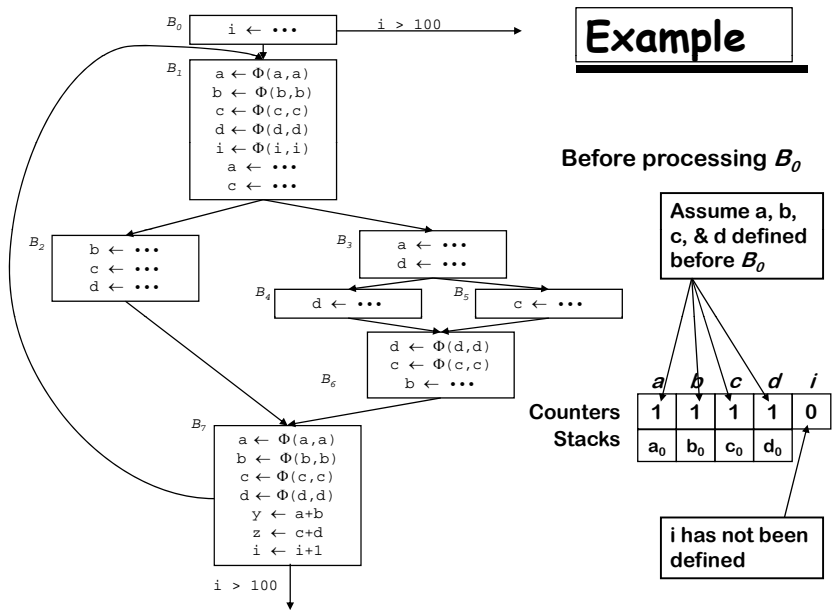 Example
B0
i ← •••
i > 100
B1
a ← Φ(a,a)
b ← Φ(b,b)
c ← Φ(c,c)
d ← Φ(d,d)
i ← Φ(i,i)
a ← •••
c ← •••
B2
b ← •••
c ← •••
d ← •••
B3
a ← •••
d ← •••
B4
d ← •••
B5
c ← •••
B6
d ← Φ(d,d)
c ← Φ(c,c)
b ← •••
B7
a ← Φ(a,a)
b ← Φ(b,b)
c ← Φ(c,c)
d ← Φ(d,d)
y ← a+b
z ← c+d
i ← i+1
i > 100
Before processing B0
Assume a, b,
c, & d defined
before B0
a b c d i
Counters 1 1 1 1 0
Stacks a0 b0 c0 d0
i has not been
defined